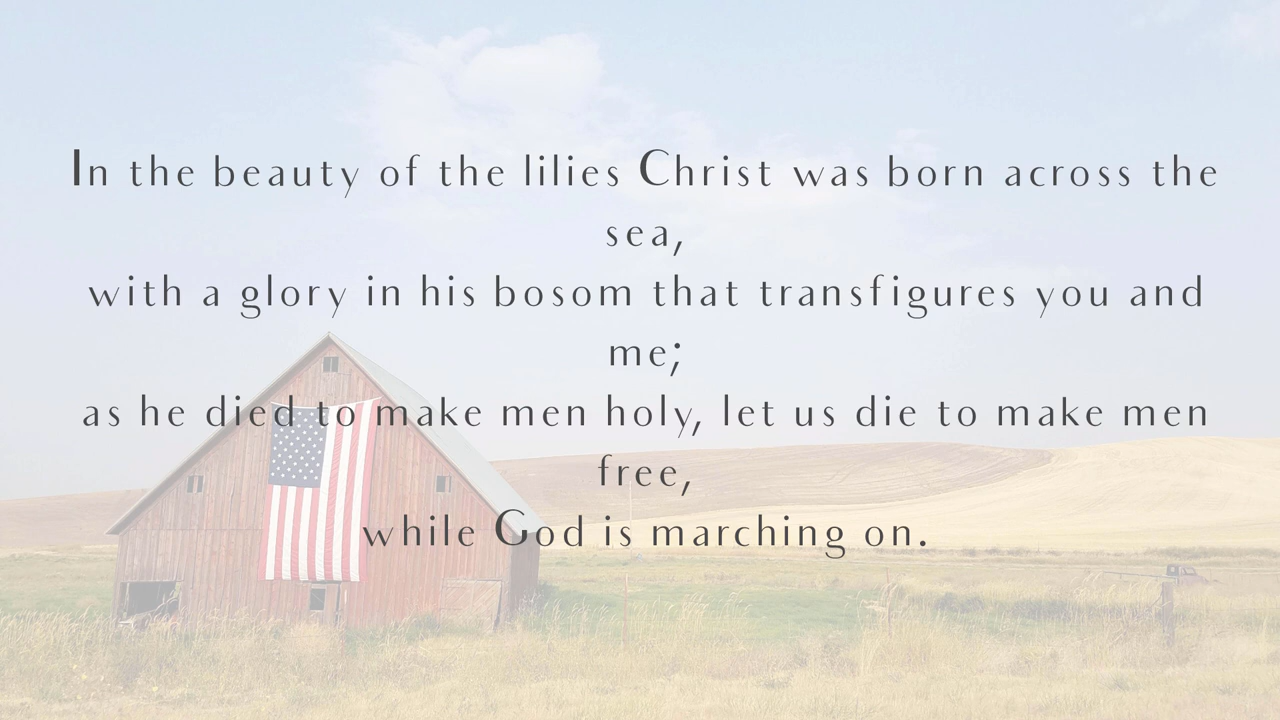 In the beauty of the lilies Christ was born across the
sea,
with a glory in his bosom that transfigures you and
me;
as he died to make men holy, let us die to make men
free,
while God is marching on.